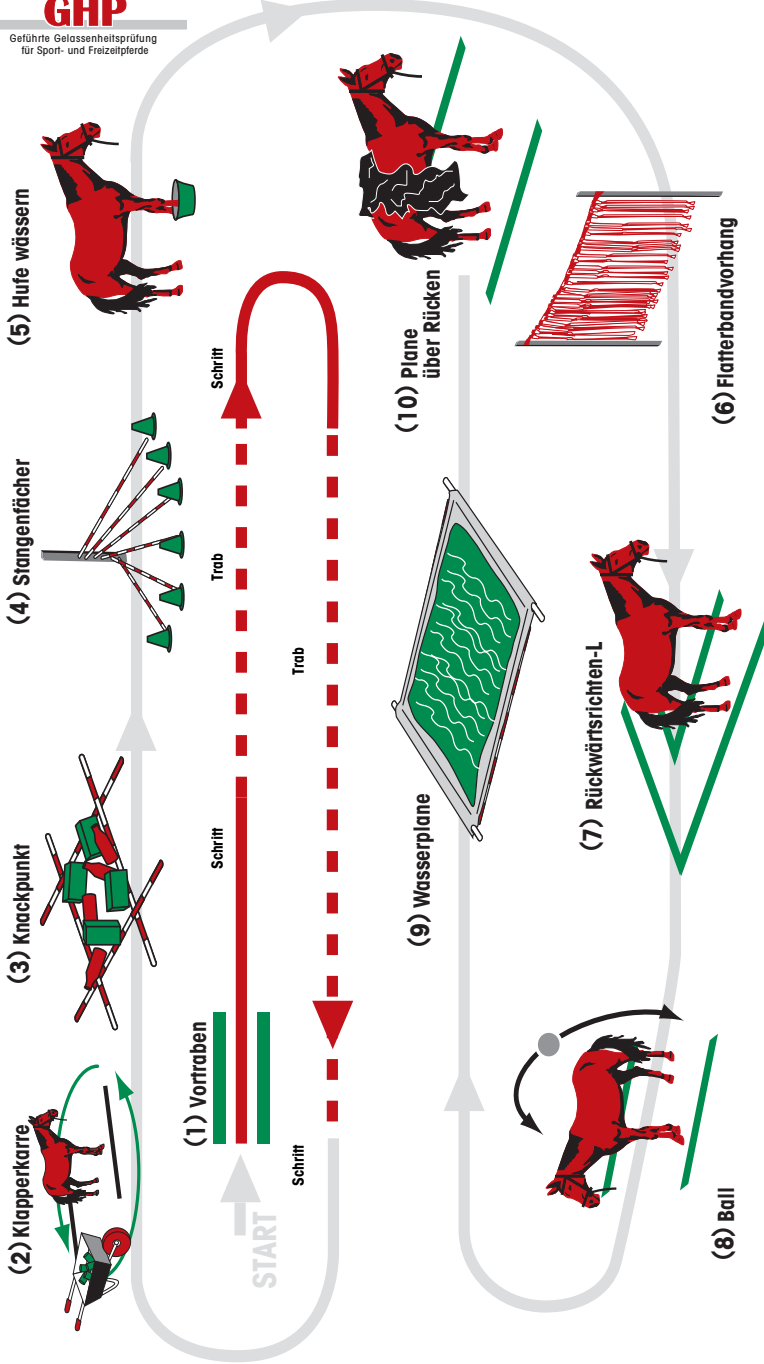 GHP
Geführte Gelassenheitsprüfung
für Sport- und Freizeitpferde
START
(1) Vortraben
Schritt
Trab
Schritt
Trab
Schritt
(2) Klapperkarre
(3) Knackpunkt
(4) Stangenfächer
(5) Hufe wässern
(6) Flatterbandvorhang
(7) Rückwärtsrichten-L
(8) Ball
(9) Wasserplane
(10) Plane
über Rücken